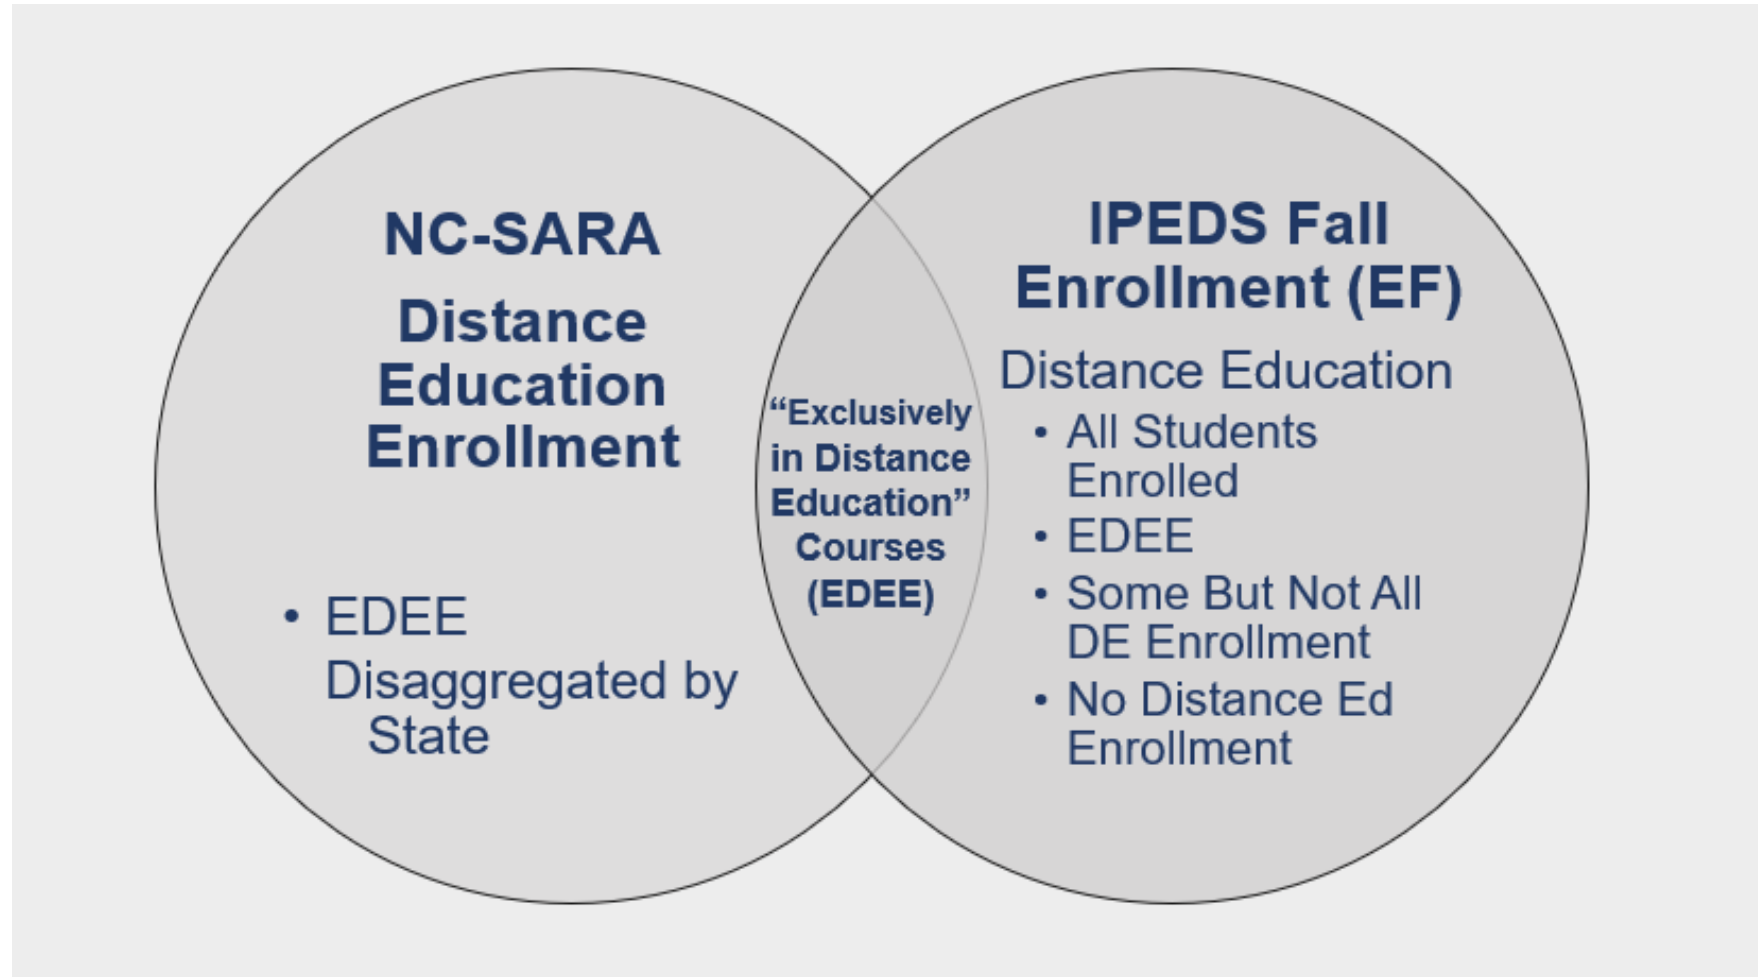 NC-SARA
Distance
Education
Enrollment
• EDEE
Disaggregated by
State
“Exclusively
in Distance
Education”
Courses
(EDEE)
IPEDS Fall
Enrollment (EF)
Distance Education
• All Students
Enrolled
• EDEE
• Some But Not All
DE Enrollment
• No Distance Ed
Enrollment